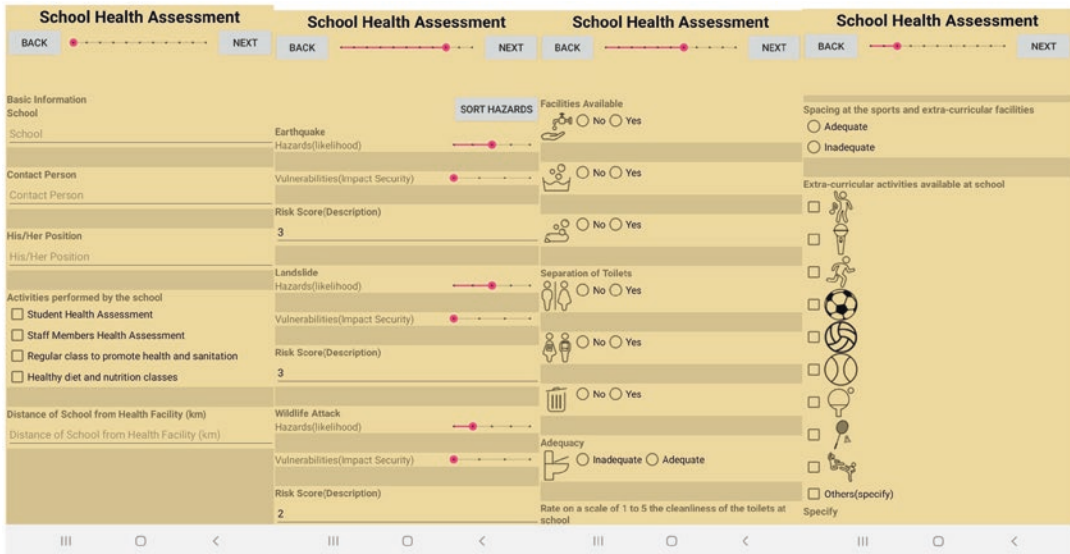 School Health Assessment
BACK
NEXT
Basic Information
School
School
Contact Person
Contact Person
His/Her Position
His/Her Position
Activities performed by the school
Student Health Assessment
Staff Members Health Assessment
Regular class to promote health and sanitation
Healthy diet and nutrition classes
Distance of School from Health Facility (km)
Distance of School from Health Facility (km)
School Health Assessment
BACK
NEXT
SORT HAZARDS
Earthquake
Hazards(likelihood)
Vulnerabilities(Impact Security)
Risk Score(Description)
3
Landslide
Hazards(likelihood)
Vulnerabilities(Impact Security)
Risk Score(Description)
3
Wildlife Attack
Hazards(likelihood)
Vulnerabilities(Impact Security)
Risk Score(Description)
2
School Health Assessment
BACK
NEXT
Facilities Available
No Yes
No Yes
No Yes
Separation of Toilets
No Yes
No Yes
No Yes
Adequacy
Inadequate Adequate
Rate on a scale of 1 to 5 the cleanliness of the toilets at
school
School Health Assessment
BACK
NEXT
Spacing at the sports and extra-curricular facilities
Adequate
Inadequate
Extra-curricular activities available at school
Others(specify)
Specify